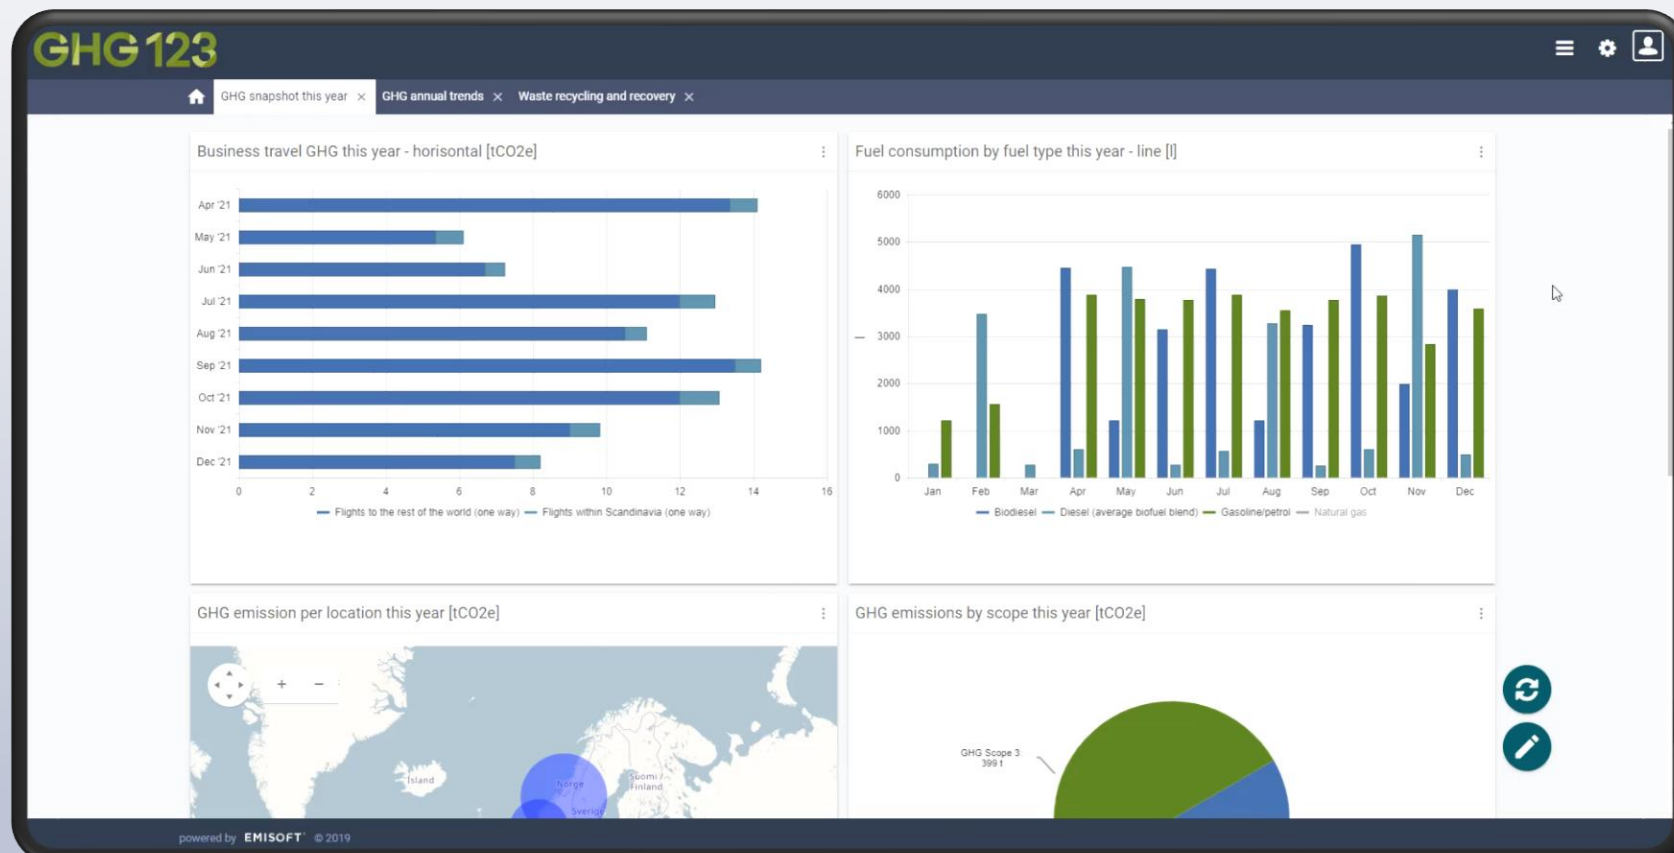 GHG 123
GHG snapshot this year × GHG annual trends × Waste recycling and recovery ×
Business travel GHG this year - horisontal [tCO2e]
Apr '21
May '21
Jun '21
Jul '21
Aug '21
Sep '21
Oct '21
Nov '21
Dec '21
0 2 4 6 8 10 12 14 16
Flights to the rest of the world (one way) Flights within Scandinavia (one way)
Fuel consumption by fuel type this year - line [l]
6000
5000
4000
3000
2000
1000
0
l
Jan Feb Mar Apr May Jun Jul Aug Sep Oct Nov Dec
Biodiesel Diesel (average biofuel blend) Gasoline/petrol Natural gas
GHG emission per location this year [tCO2e]
+ −
Ísland
Norge
Suomi /
Finland
Sverige
GHG emissions by scope this year [tCO2e]
GHG Scope 3
399 t
powered by EMISOFT © 2019